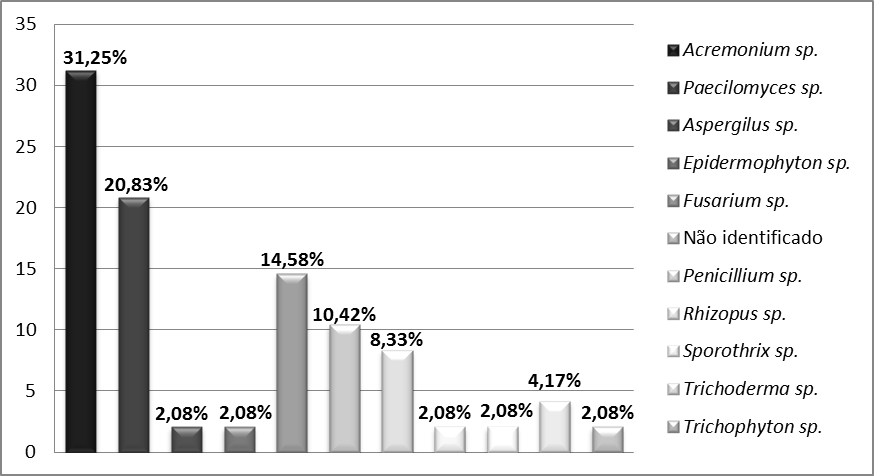 35
30
25
20
15
10
5
0
31,25%
20,83%
2,08%
2,08%
14,58%
10,42%
8,33%
2,08%
2,08%
4,17%
2,08%
Acremonium sp.
Paecilomyces sp.
Aspergilus sp.
Epidermophyton sp.
Fusarium sp.
Não identificado
Penicillium sp.
Rhizopus sp.
Sporothrix sp.
Trichoderma sp.
Trichophyton sp.